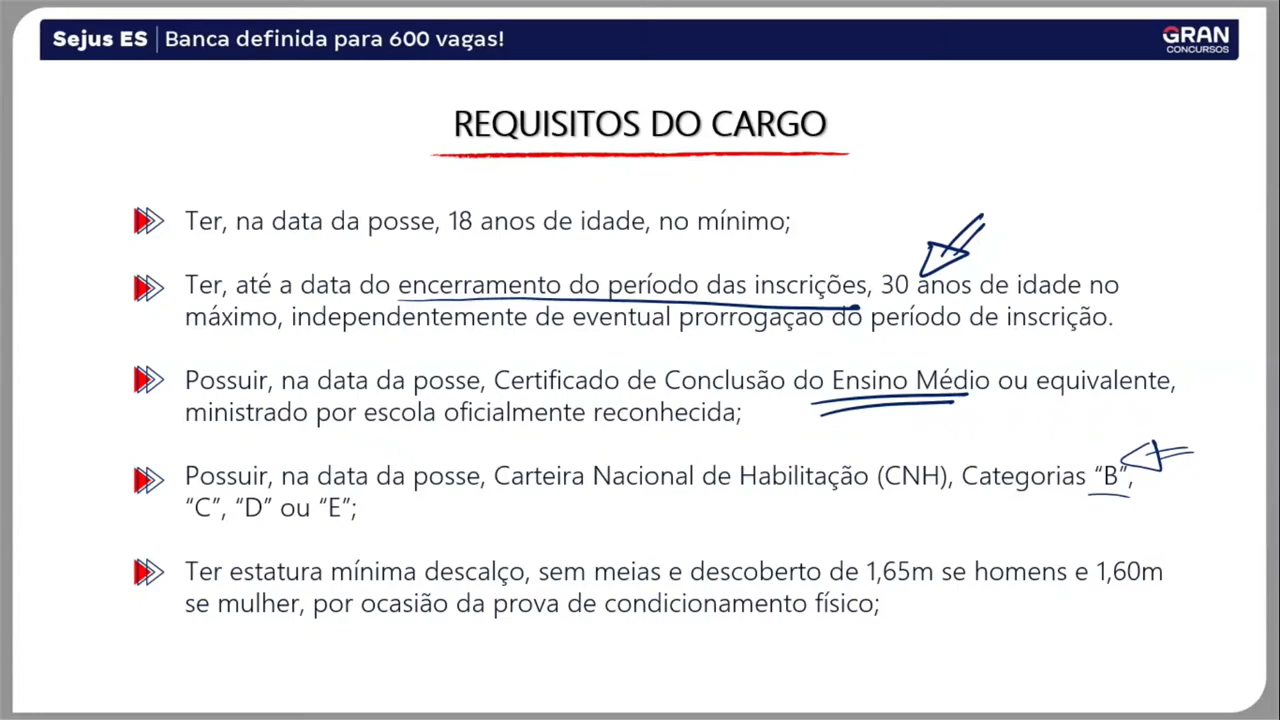 Sejus ES | Banca definida para 600 vagas!
GRAN
CONCURSOS
REQUISITOS DO CARGO
Ter, na data da posse, 18 anos de idade, no mínimo;
Ter, até a data do encerramento do período das inscrições, 30 anos de idade no
máximo, independentemente de eventual prorrogação do período de inscrição.
Possuir, na data da posse, Certificado de Conclusão do Ensino Médio ou equivalente,
ministrado por escola oficialmente reconhecida;
Possuir, na data da posse, Carteira Nacional de Habilitação (CNH), Categorias “B”,
“C”, “D” ou “E”;
Ter estatura mínima descalço, sem meias e descoberto de 1,65m se homens e 1,60m
se mulher, por ocasião da prova de condicionamento físico;